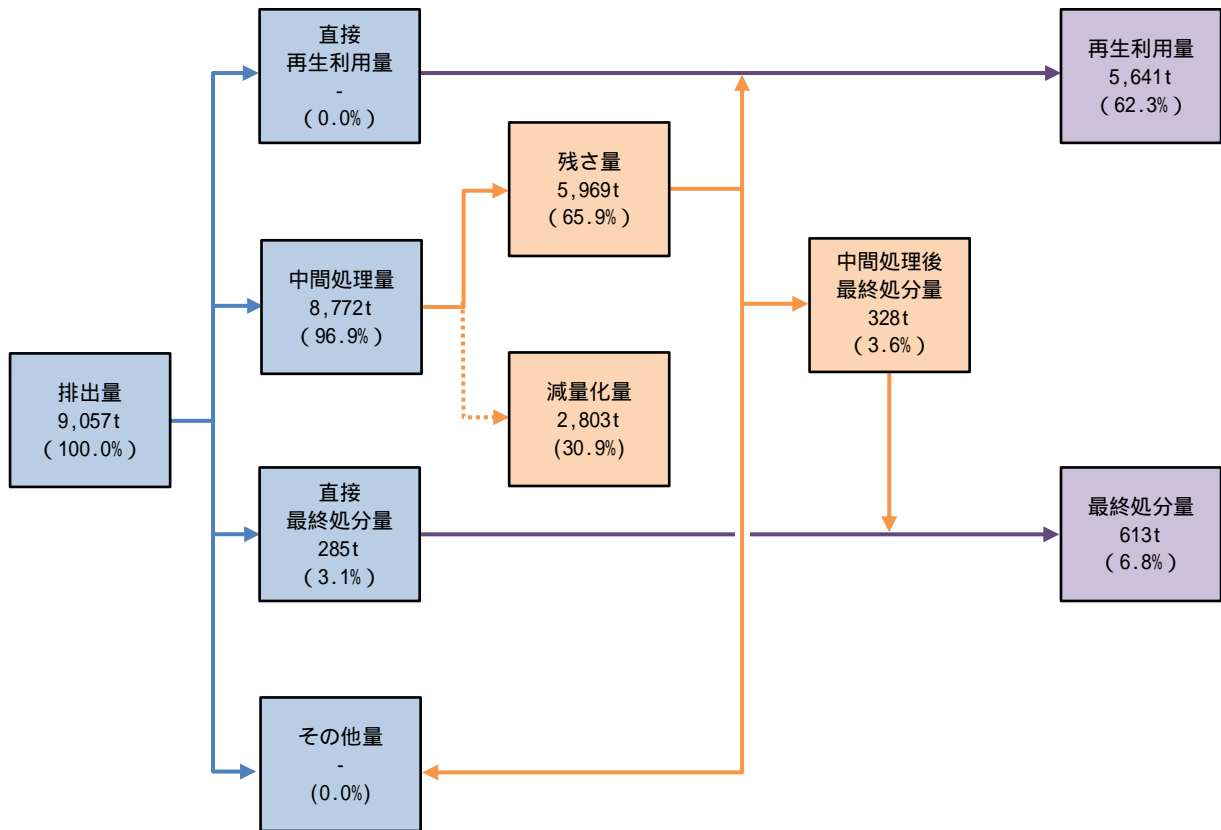 直接
再生利用量
-
(0.0%)
再生利用量
5,641t
(62.3%)
残さ量
5,969t
(65.9%)
中間処理量
8,772t
(96.9%)
中間処理後
最終処分量
328t
(3.6%)
排出量
9,057t
(100.0%)
減量化量
2,803t
(30.9%)
直接
最終処分量
285t
(3.1%)
最終処分量
613t
(6.8%)
その他量
-
(0.0%)